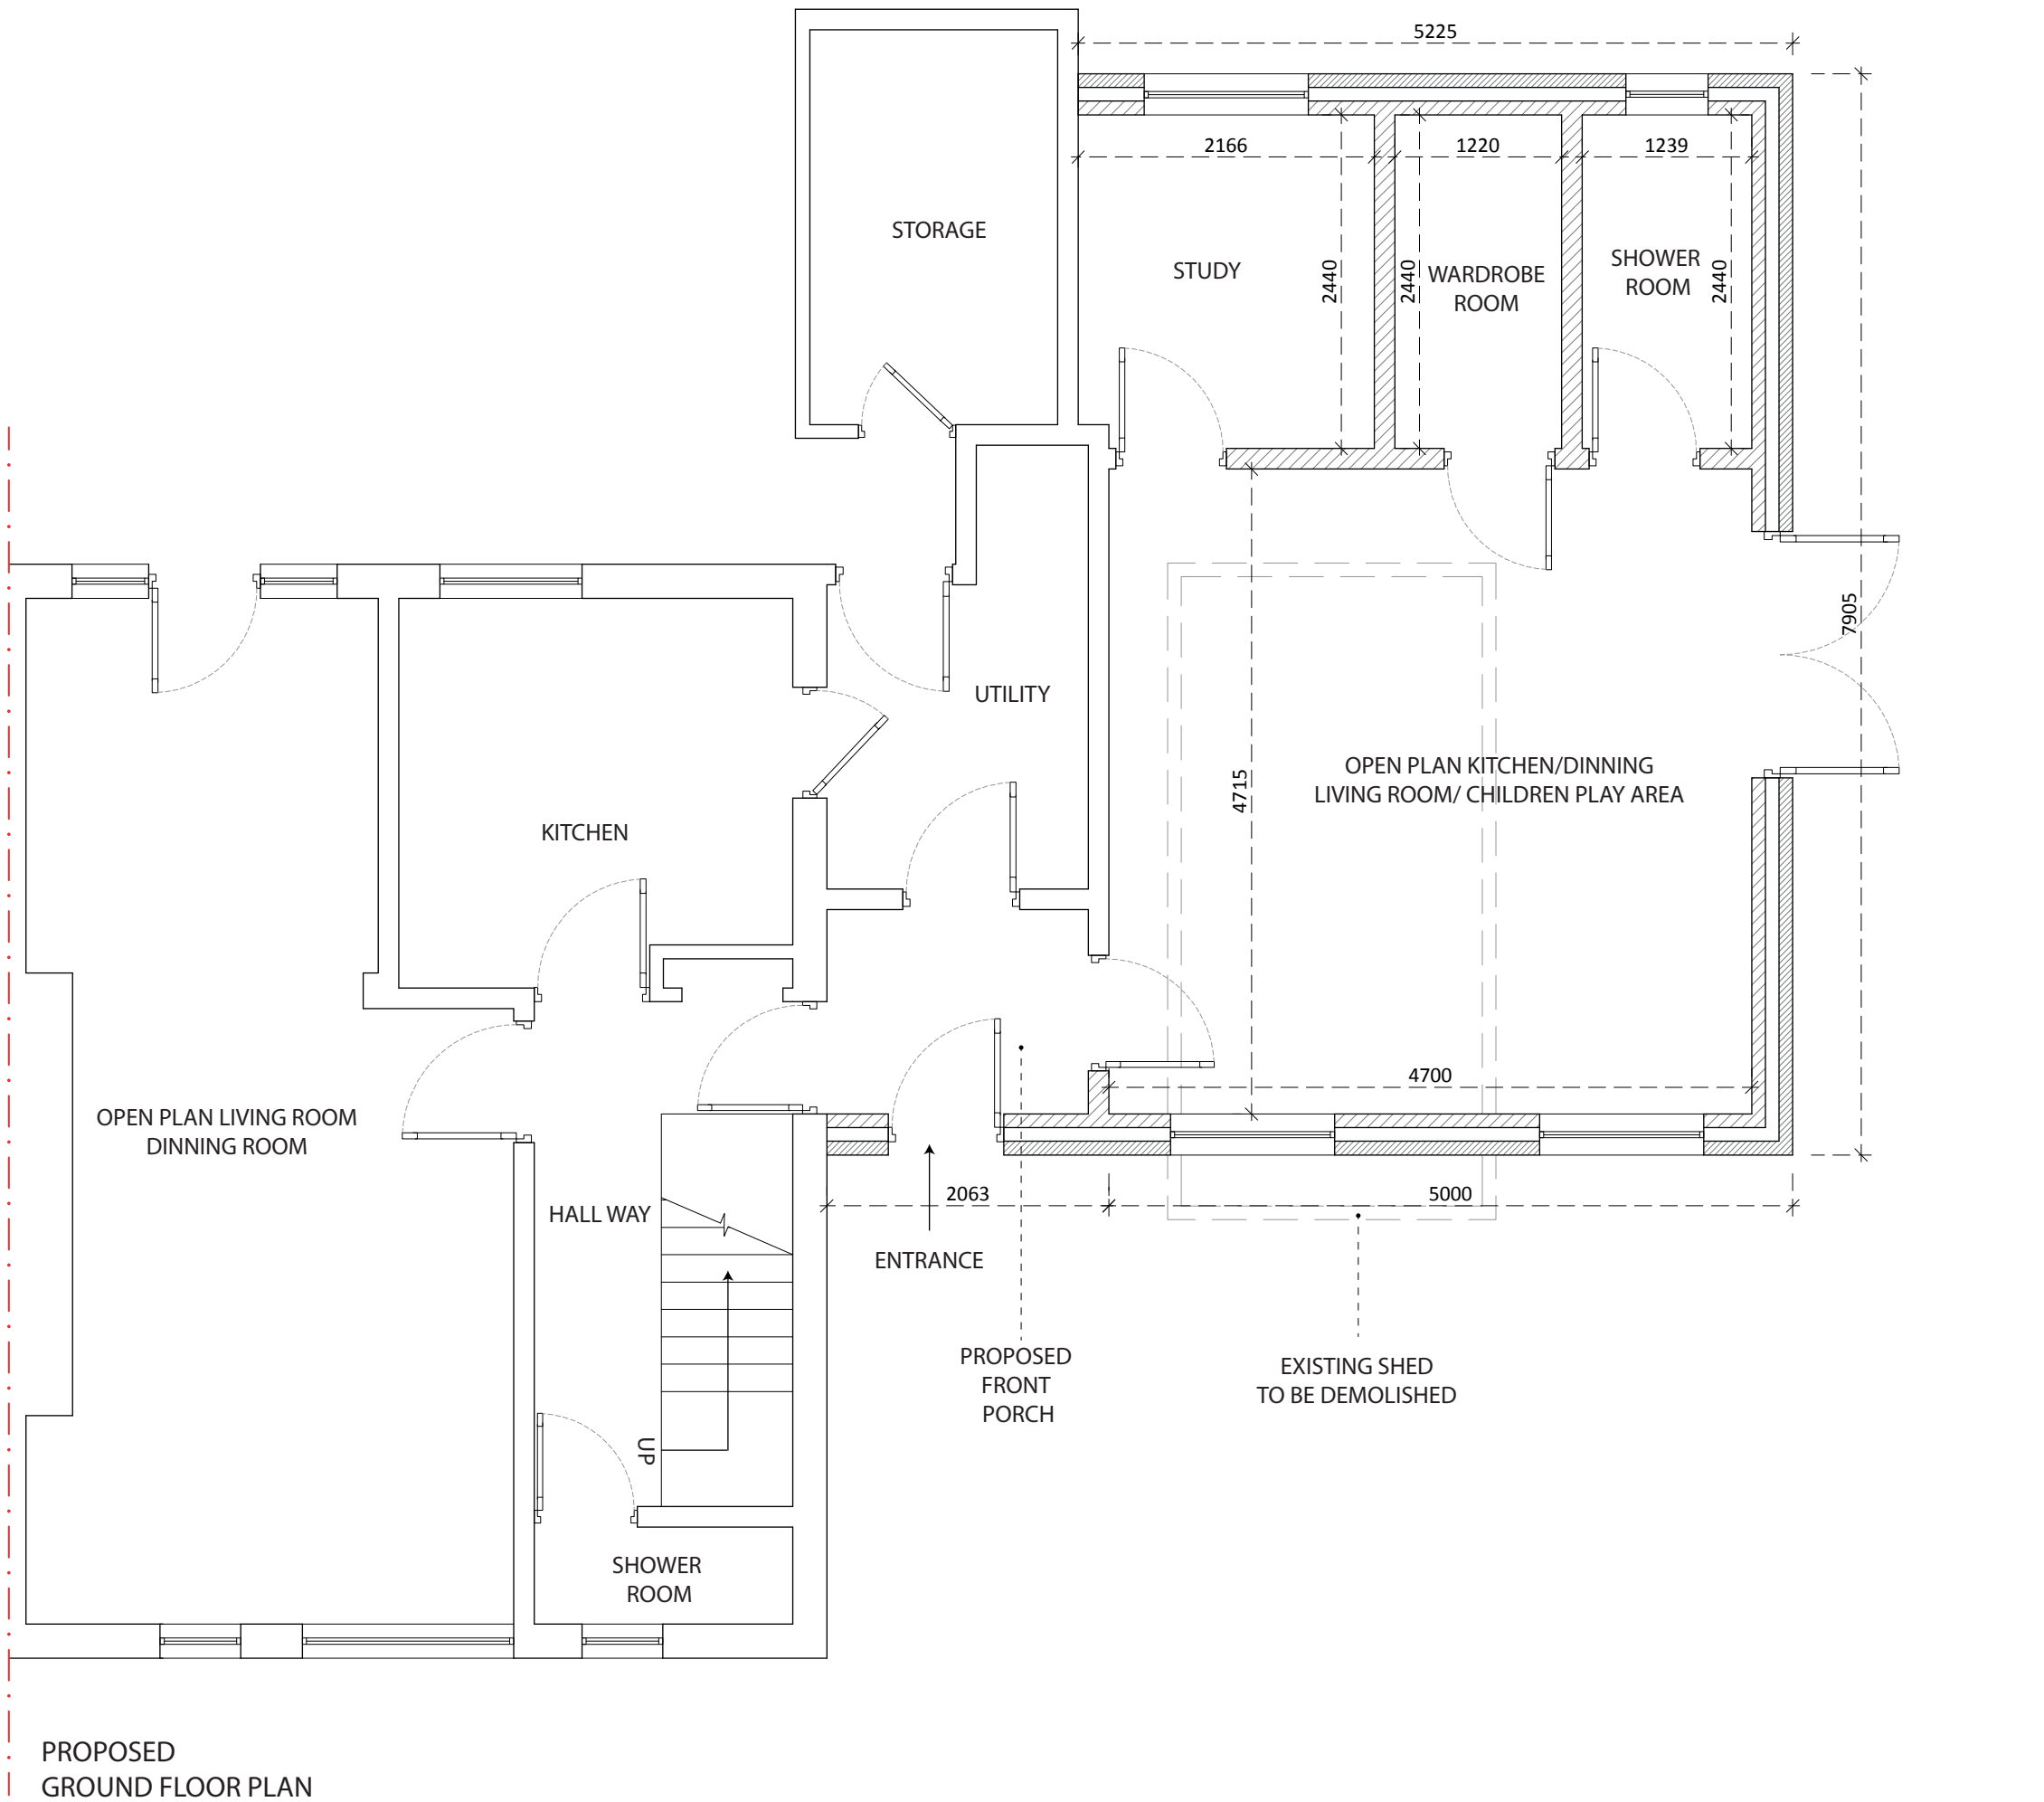 5225
2166
1220
1239
STORAGE
STUDY
2440
2440
WARDROBE
ROOM
SHOWER
ROOM
2440
7905
UTILITY
OPEN PLAN KITCHEN/DINNING
LIVING ROOM/ CHILDREN PLAY AREA
4715
KITCHEN
4700
OPEN PLAN LIVING ROOM
DINNING ROOM
2063
5000
HALL WAY
ENTRANCE
PROPOSED
FRONT
PORCH
EXISTING SHED
TO BE DEMOLISHED
UP
SHOWER
ROOM
PROPOSED
GROUND FLOOR PLAN